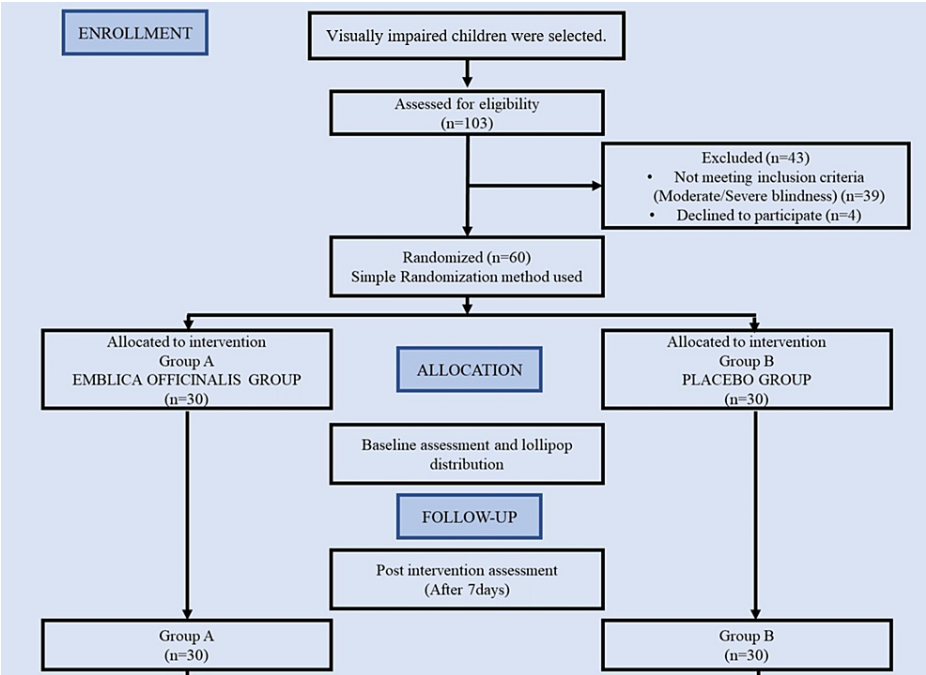 ENROLLMENT
Visually impaired children were selected.
Assessed for eligibility
(n=103)
Excluded (n=43)
• Not meeting inclusion criteria
(Moderate/Severe blindness) (n=39)
• Declined to participate (n=4)
Randomized (n=60)
Simple Randomization method used
Allocated to intervention
Group A
EMBLICA OFFICINALIS GROUP
(n=30)
ALLOCATION
Allocated to intervention
Group B
PLACEBO GROUP
(n=30)
Baseline assessment and lollipop
distribution
FOLLOW-UP
Post intervention assessment
(After 7days)
Group A
(n=30)
Group B
(n=30)